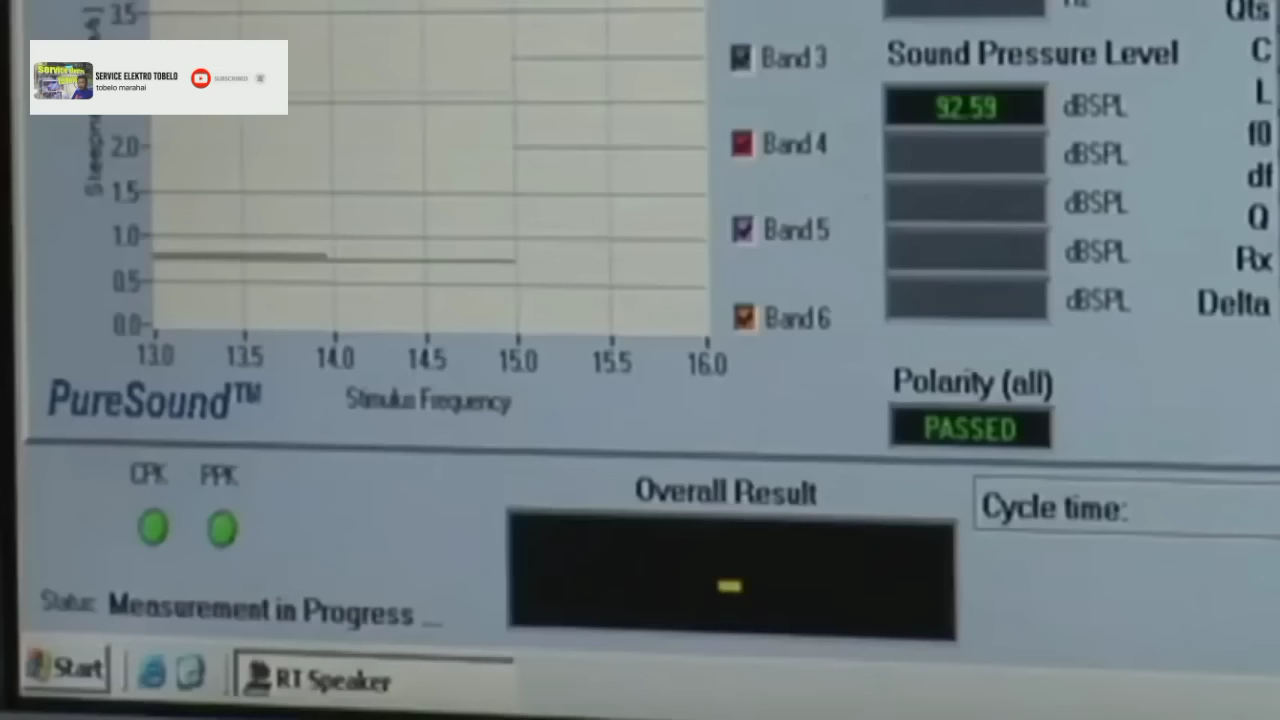 3.5
Hz
Qts
Sound Pressure Level
C
Band 3
SERVICE ELEKTRO TOBELO
SUBSCRIBED
tobelo marahai
92.59
dBSPL
L
Band 4
f0
2.0
dBSPL
df
1.5
dBSPL
Q
Band 5
1.0
dBSPL
Rx
0.5
dBSPL
Delta
Band 6
0.0
13.0
13.5
14.0
14.5
15.0
15.5
16.0
Polarity (all)
PureSound™
Stimulus Frequency
PASSED
CPK
PPK
Overall Result
Cycle time:
-
Status: Measurement in Progress ...
Start
RT Speaker